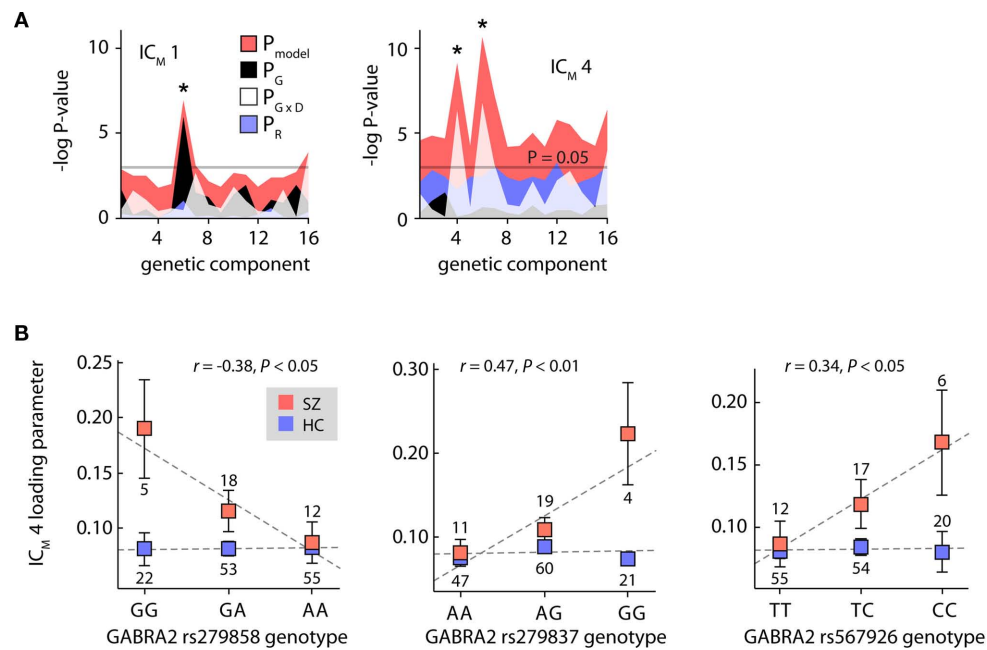 A
10
5
0
-log P-value
IC_M 1
*
P_model
P_G
P_G x D
P_R
4 8 12 16
genetic component
10
5
0
-log P-value
* *
IC_M 4
P = 0.05
4 8 12 16
genetic component
B
IC_M 4 loading parameter
0.25
0.20
0.15
0.10
r = -0.38, P < 0.05
SZ
HC
5 18 12
22 53 55
GG GA AA
GABRA2 rs279858 genotype
0.30
0.20
0.10
r = 0.47, P < 0.01
11 19 4
47 60 21
AA AG GG
GABRA2 rs279837 genotype
0.20
0.15
0.10
r = 0.34, P < 0.05
12 17 6
55 54 20
TT TC CC
GABRA2 rs567926 genotype